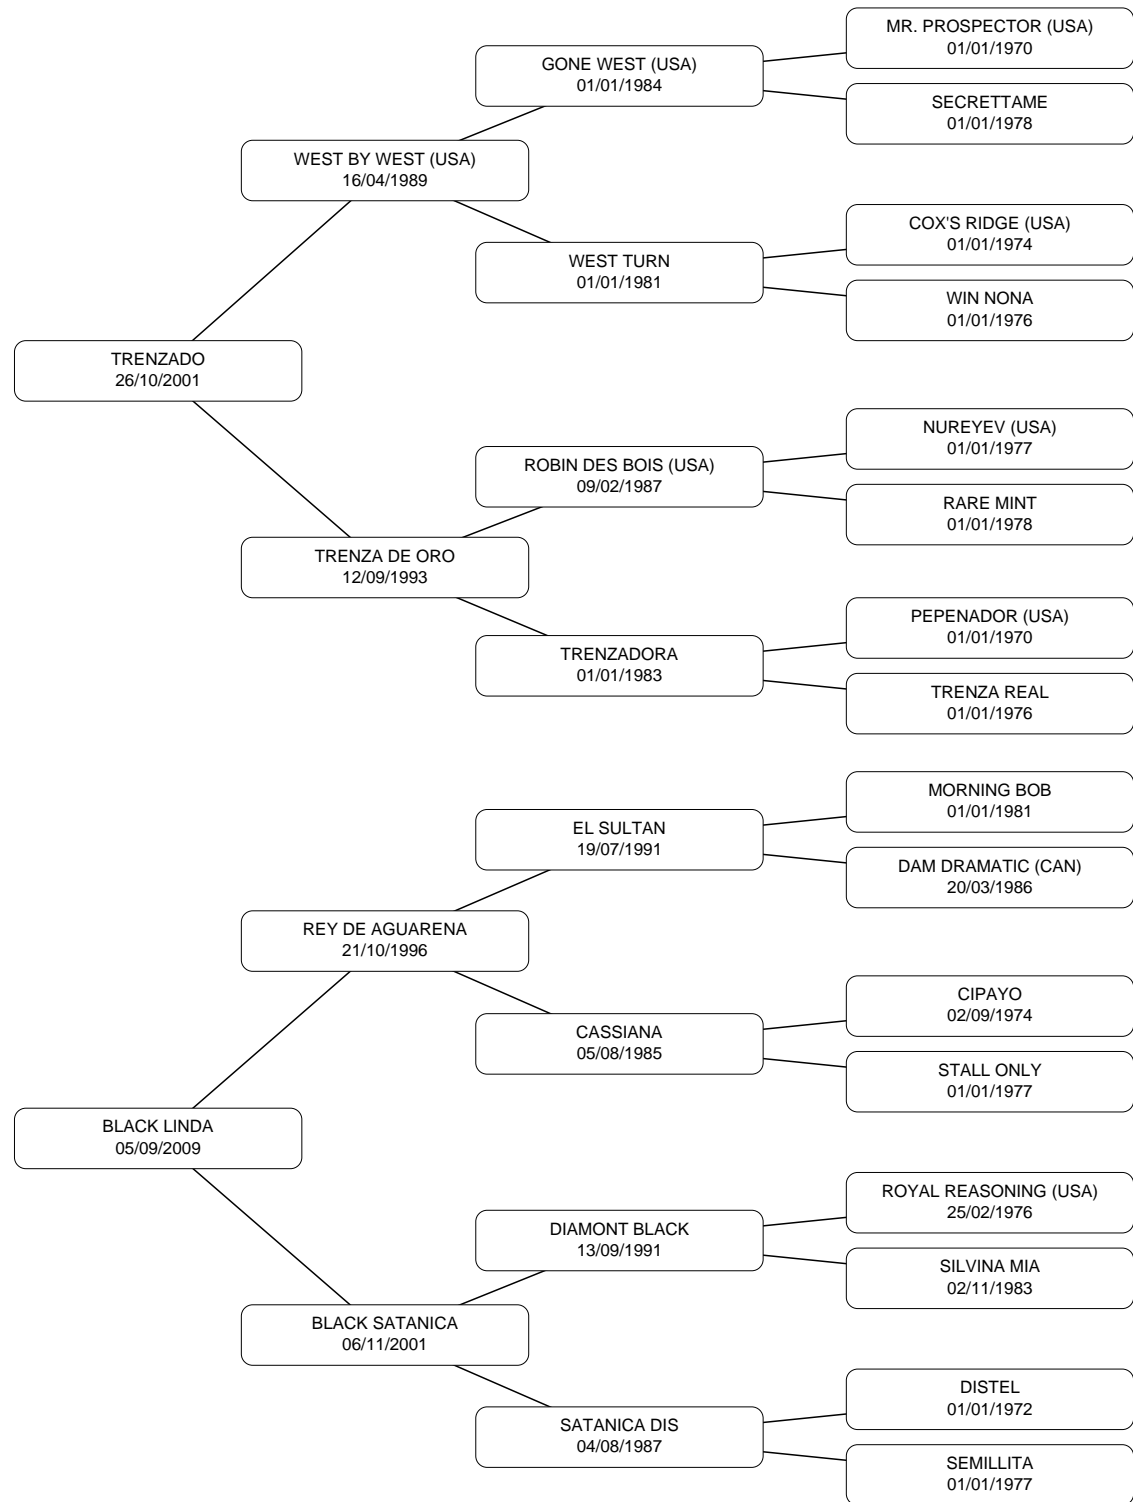 MR. PROSPECTOR (USA)
01/01/1970
GONE WEST (USA)
01/01/1984
SECRETTAME
01/01/1978
WEST BY WEST (USA)
16/04/1989
COX'S RIDGE (USA)
01/01/1974
WEST TURN
01/01/1981
WIN NONA
01/01/1976
TRENZADO
26/10/2001
NUREYEV (USA)
01/01/1977
ROBIN DES BOIS (USA)
09/02/1987
RARE MINT
01/01/1978
TRENZA DE ORO
12/09/1993
PEPENADOR (USA)
01/01/1970
TRENZADORA
01/01/1983
TRENZA REAL
01/01/1976
MORNING BOB
01/01/1981
EL SULTAN
19/07/1991
DAM DRAMATIC (CAN)
20/03/1986
REY DE AGUARENA
21/10/1996
CIPAYO
02/09/1974
CASSIANA
05/08/1985
STALL ONLY
01/01/1977
BLACK LINDA
05/09/2009
ROYAL REASONING (USA)
25/02/1976
DIAMONT BLACK
13/09/1991
SILVINA MIA
02/11/1983
BLACK SATANICA
06/11/2001
DISTEL
01/01/1972
SATANICA DIS
04/08/1987
SEMILLITA
01/01/1977